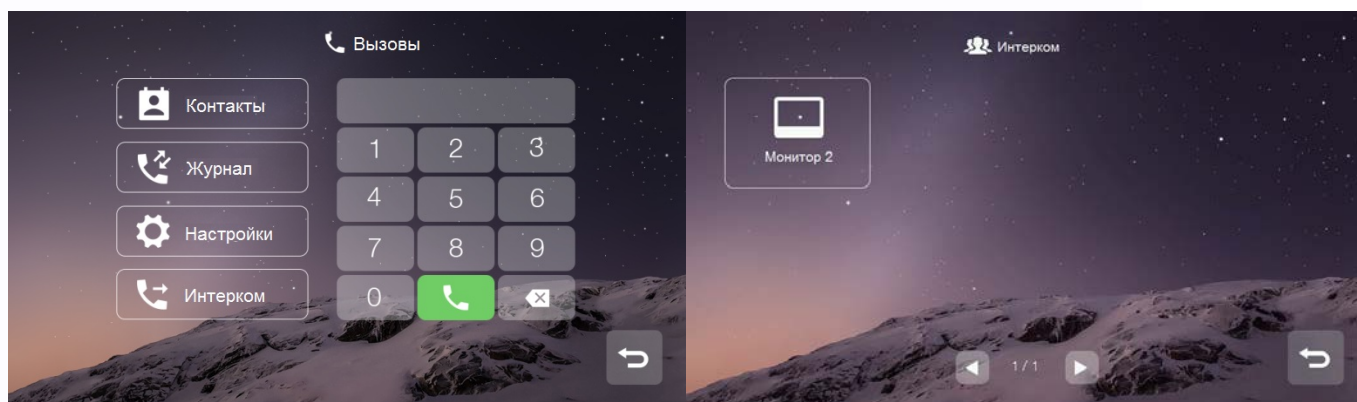 Вызовы
Контакты
Журнал
Настройки
Интерком
1 2 3
4 5 6
7 8 9
0
Интерком
Монитор 2
1 / 1